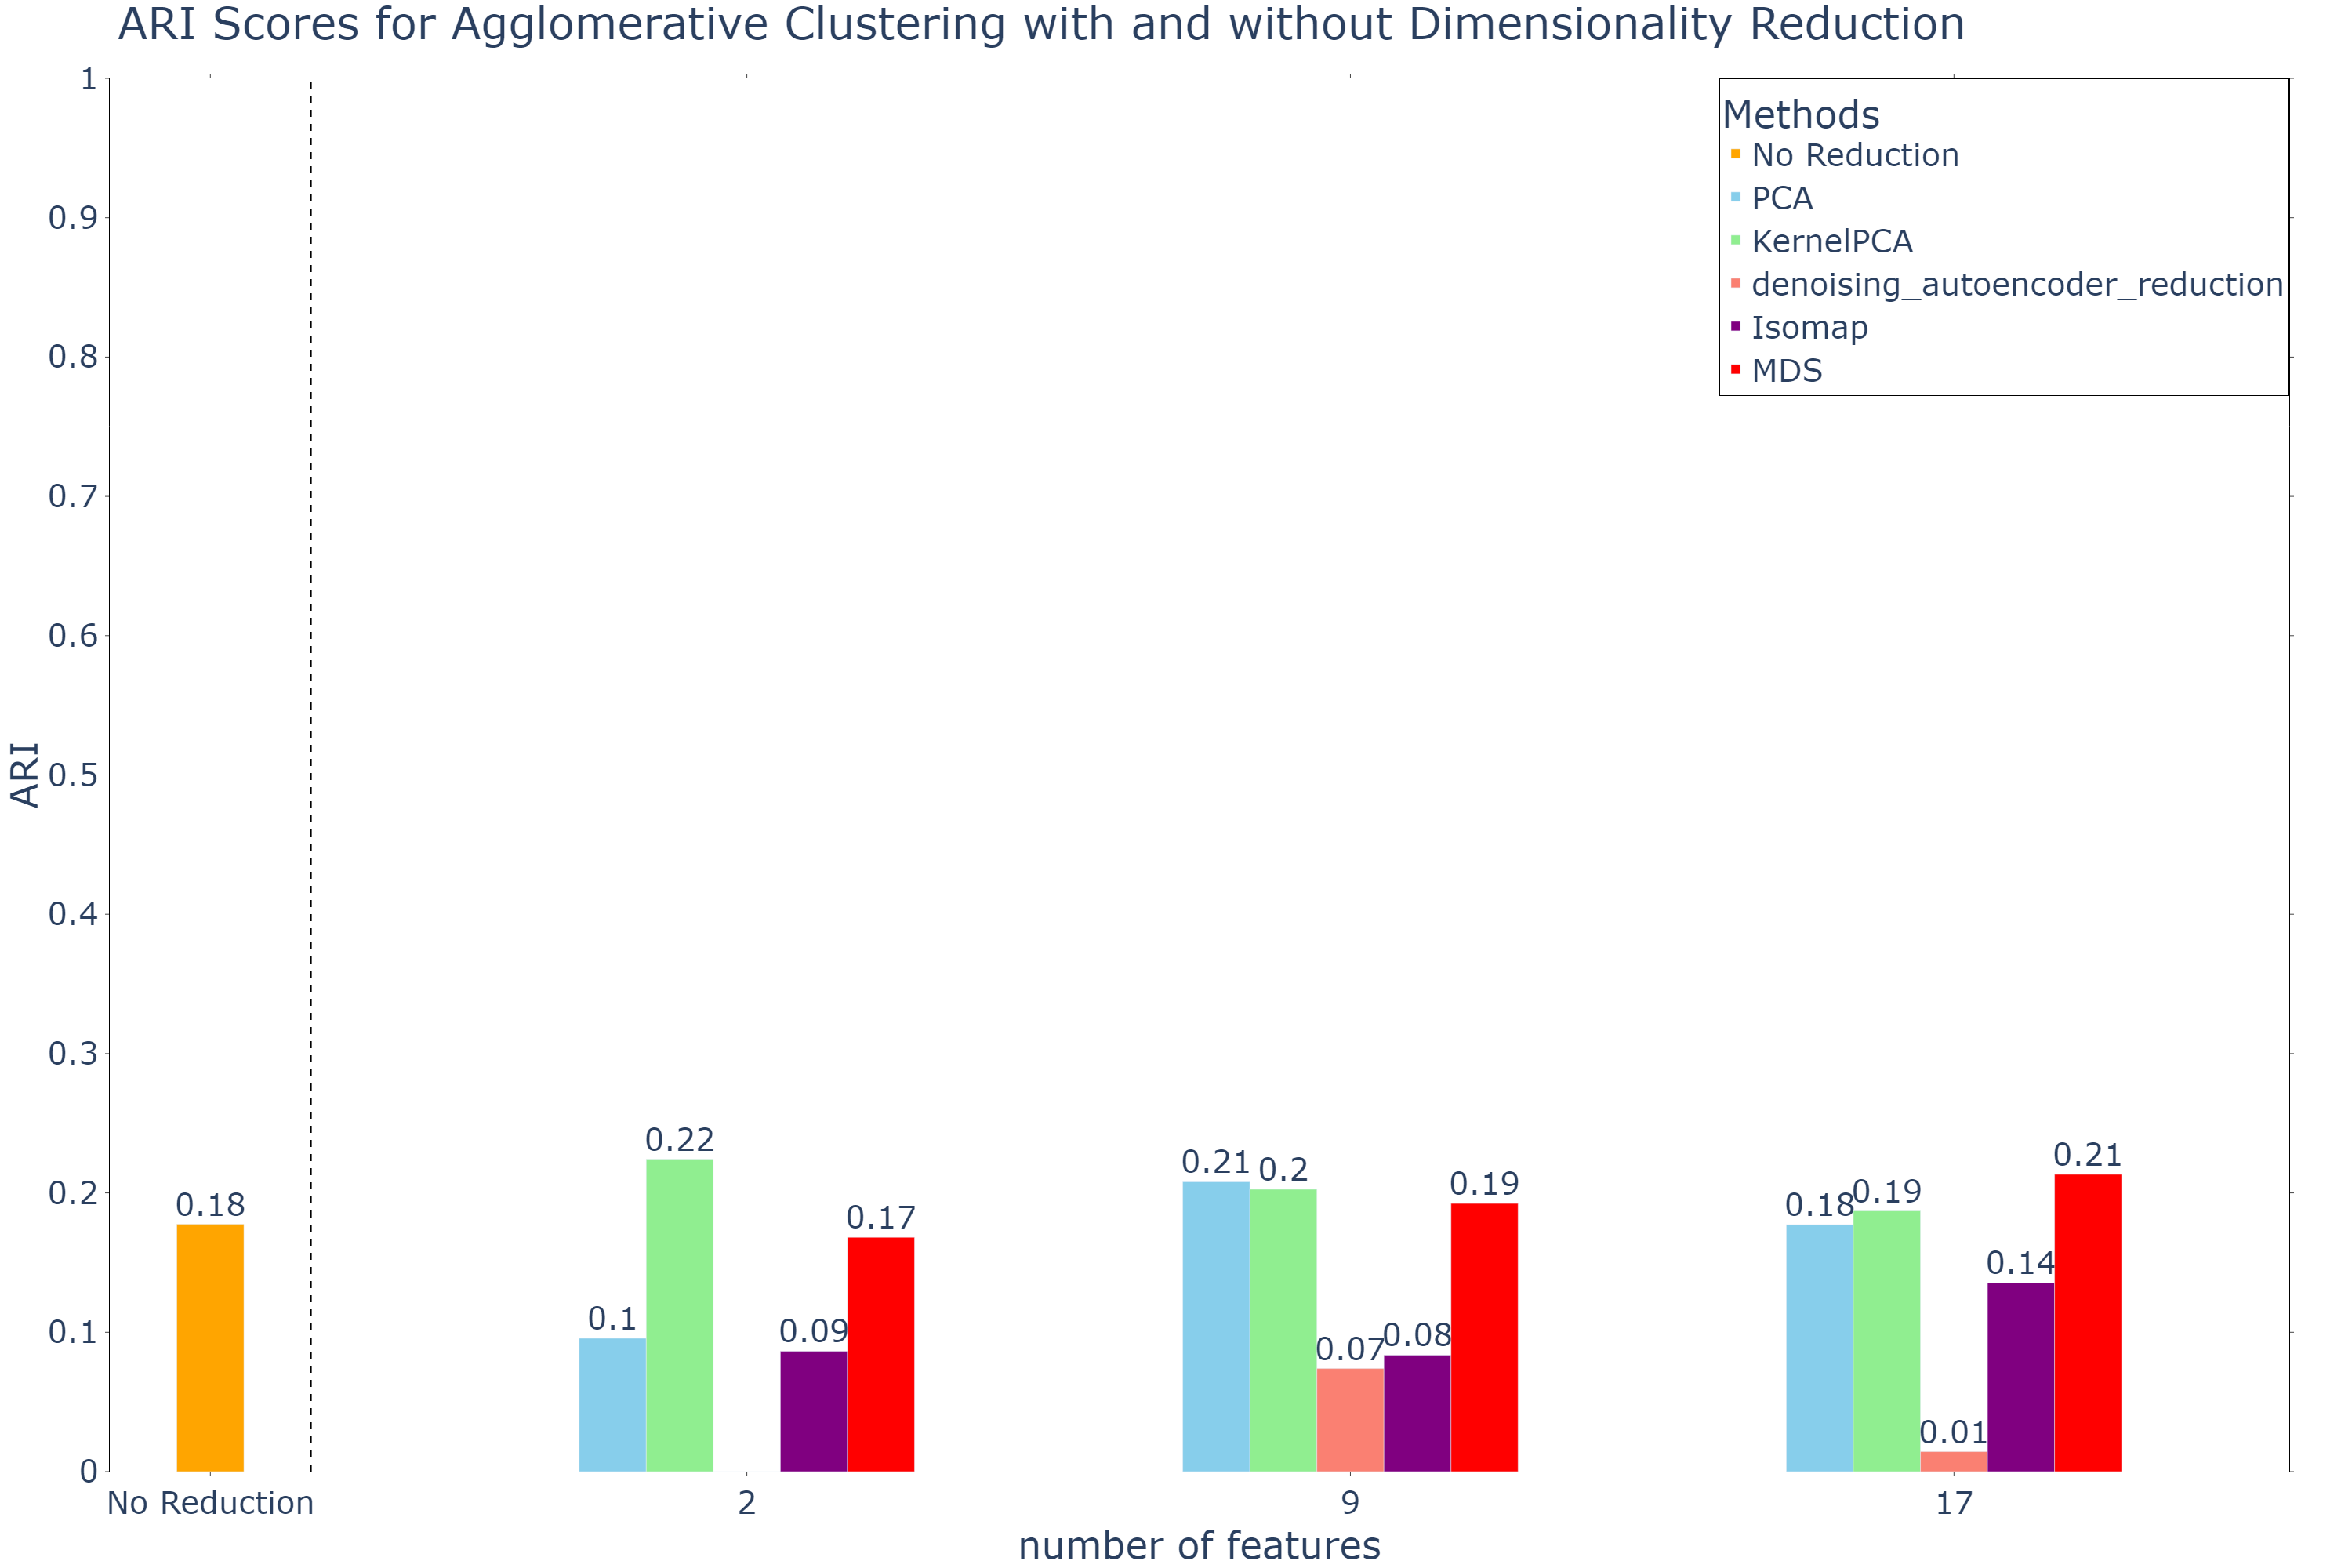 ARI Scores for Agglomerative Clustering with and without Dimensionality Reduction
1
0.9
0.8
0.7
0.6
0.5
0.4
0.3
0.2
0.1
0
ARI
Methods
No Reduction
PCA
KernelPCA
denoising_autoencoder_reduction
Isomap
MDS
0.18
0.1
0.22
0.09
0.17
0.21
0.2
0.07
0.08
0.19
0.18
0.19
0.01
0.14
0.21
No Reduction
2
9
17
number of features